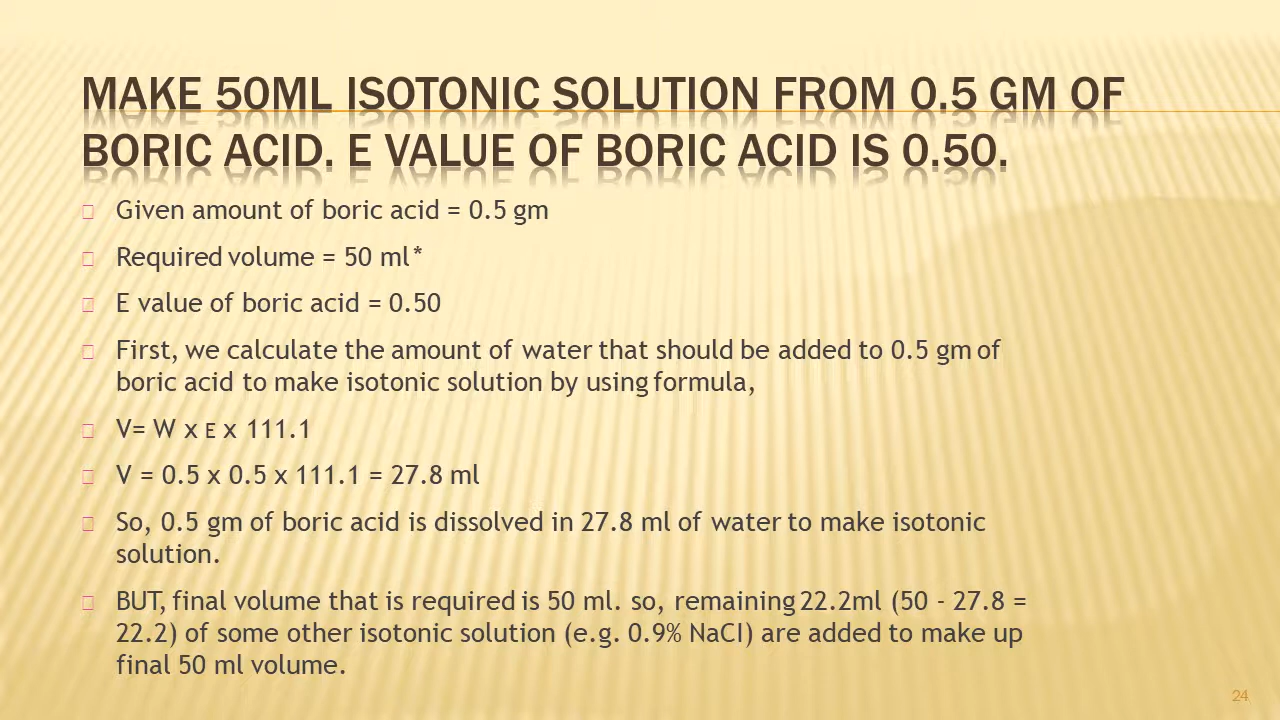 MAKE 50ML ISOTONIC SOLUTION FROM 0.5 GM OF
BORIC ACID. E VALUE OF BORIC ACID IS 0.50.
Given amount of boric acid = 0.5 gm
Required volume = 50 ml*
E value of boric acid = 0.50
First, we calculate the amount of water that should be added to 0.5 gm of
boric acid to make isotonic solution by using formula,
V= W x E x 111.1
V = 0.5 x 0.5 x 111.1 = 27.8 ml
So, 0.5 gm of boric acid is dissolved in 27.8 ml of water to make isotonic
solution.
BUT, final volume that is required is 50 ml. so, remaining 22.2ml (50 - 27.8 =
22.2) of some other isotonic solution (e.g. 0.9% NaCI) are added to make up
final 50 ml volume.
24